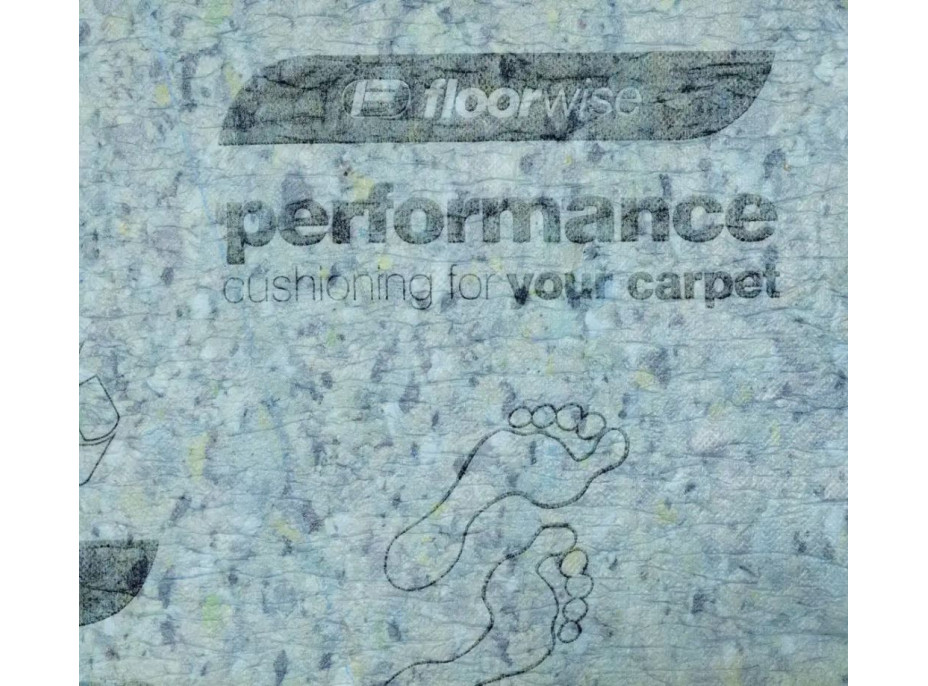 floorwise
performance
cushioning for your carpet